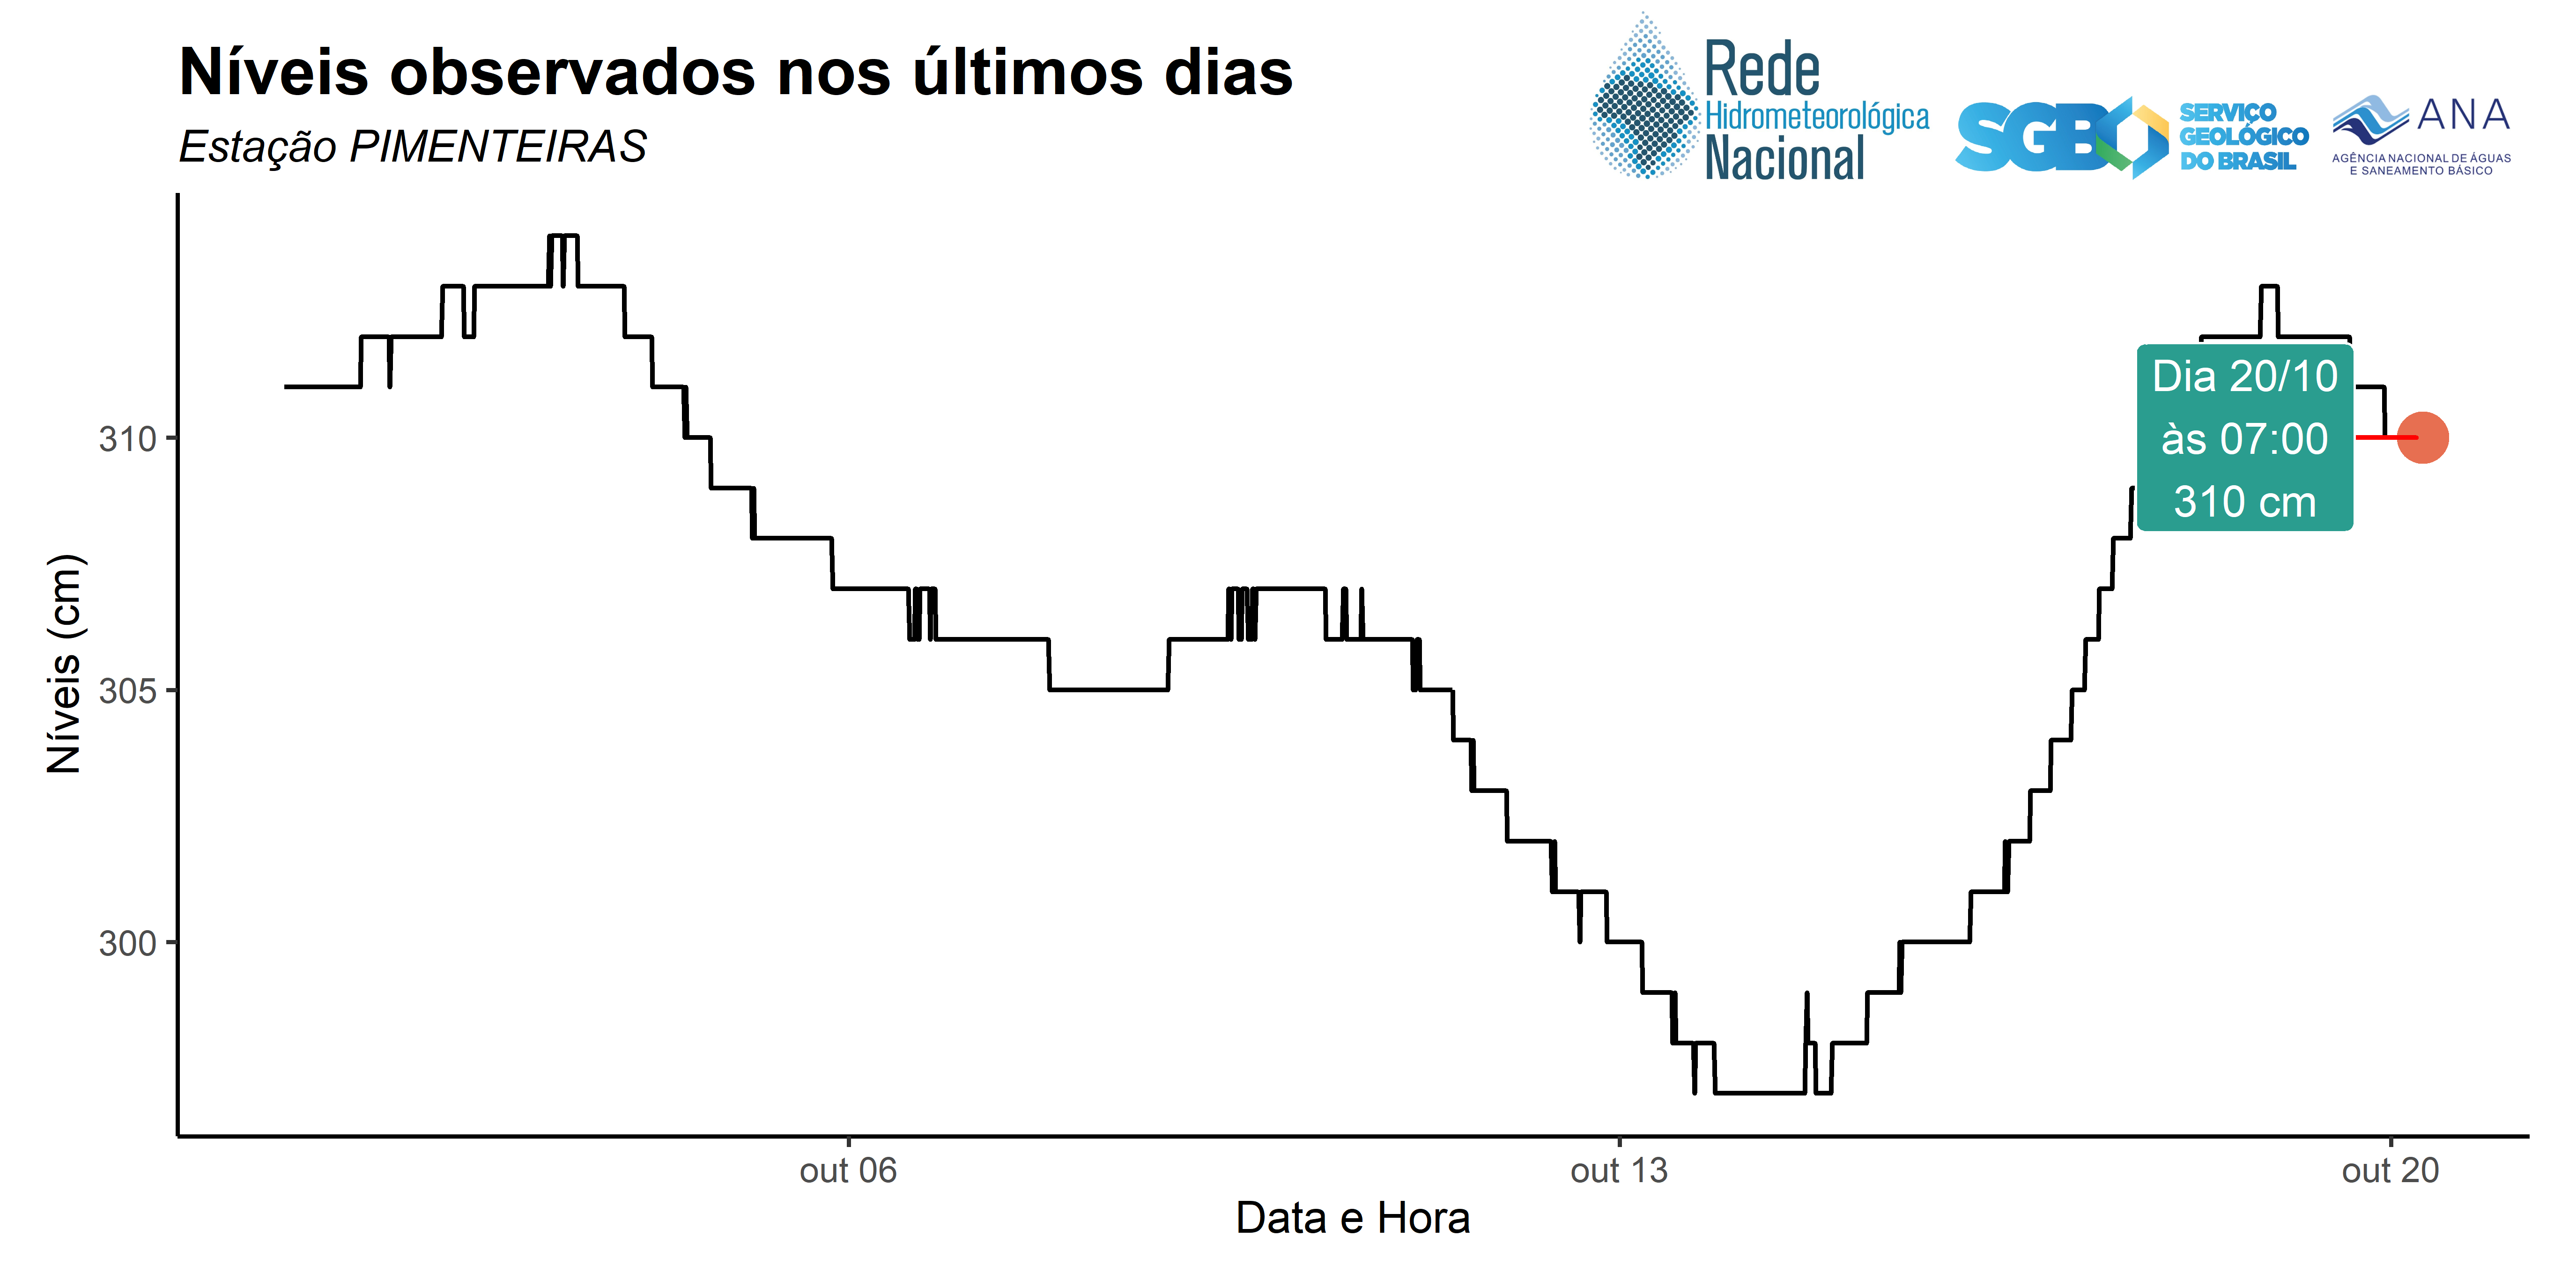 Níveis observados nos últimos dias
Estação PIMENTEIRAS
Rede
Hidrometeorológica
Nacional
SGB
SERVIÇO
GEOLÓGICO
DO BRASIL
ANA
AGÊNCIA NACIONAL DE ÁGUAS
E SANEAMENTO BÁSICO
Níveis (cm)
310
305
300
Dia 20/10
às 07:00
310 cm
out 06
out 13
out 20
Data e Hora